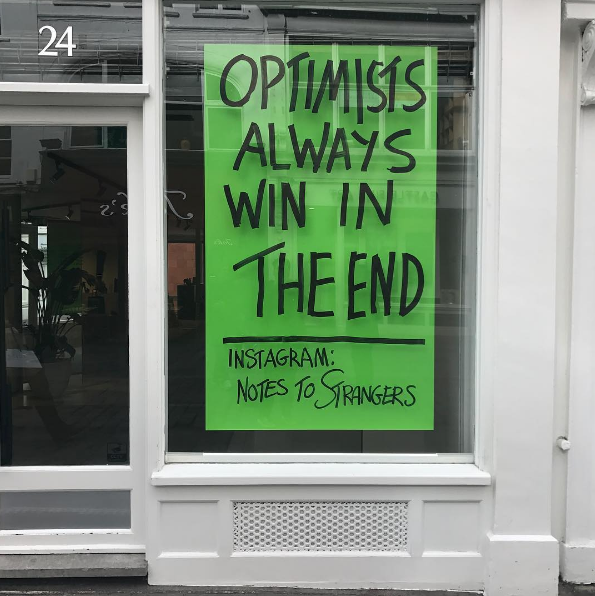 24
OPTIMISTS
ALWAYS
WIN IN
THE END
INSTAGRAM:
NOTES TO STRANGERS